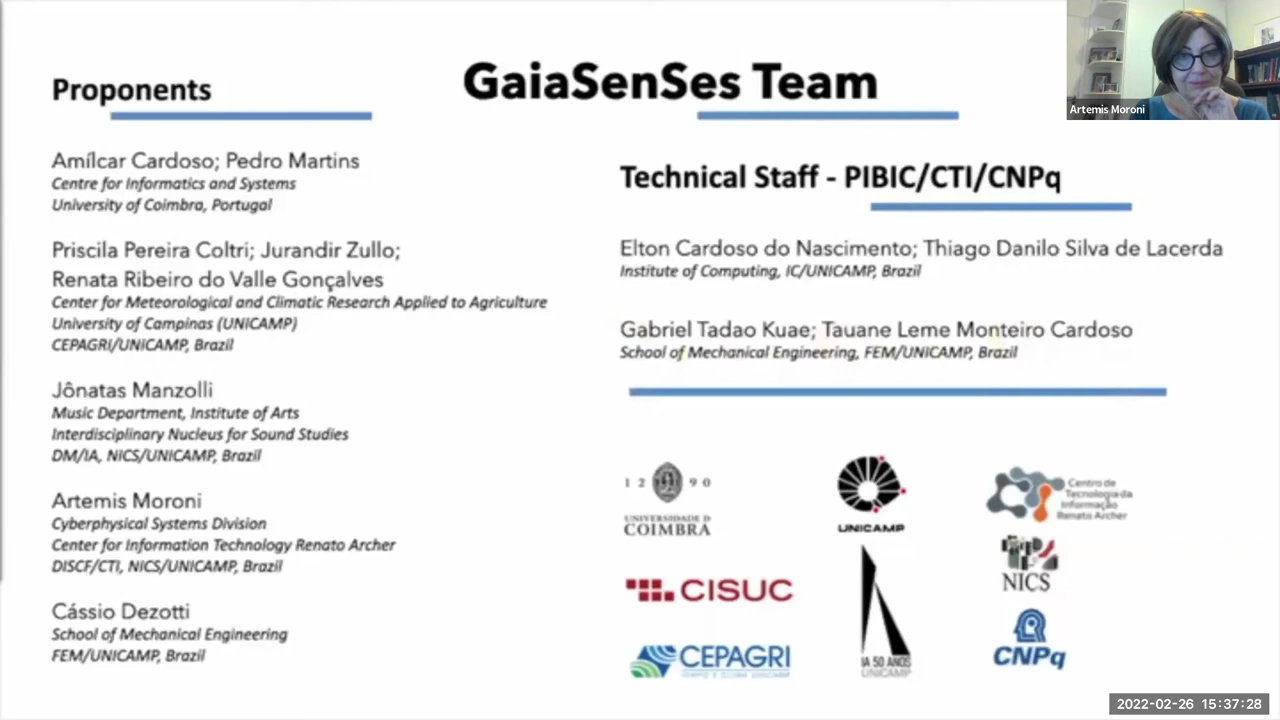 GaiaSenSes Team
Proponents
Amílcar Cardoso; Pedro Martins
Centre for Informatics and Systems
University of Coimbra, Portugal
Priscila Pereira Coltri; Jurandir Zullo;
Renata Ribeiro do Valle Gonçalves
Center for Meteorological and Climatic Research Applied to Agriculture
University of Campinas (UNICAMP)
CEPAGRI/UNICAMP, Brazil
Jônatas Manzolli
Music Department, Institute of Arts
Interdisciplinary Nucleus for Sound Studies
DM/IA, NICS/UNICAMP, Brazil
Artemis Moroni
Cyberphysical Systems Division
Center for Information Technology Renato Archer
DISCF/CTI, NICS/UNICAMP, Brazil
Cássio Dezotti
School of Mechanical Engineering
FEM/UNICAMP, Brazil
Technical Staff - PIBIC/CTI/CNPq
Elton Cardoso do Nascimento; Thiago Danilo Silva de Lacerda
Institute of Computing, IC/UNICAMP, Brazil
Gabriel Tadao Kuae; Tauane Leme Monteiro Cardoso
School of Mechanical Engineering, FEM/UNICAMP, Brazil
1 2 9 0
UNIVERSIDADE D
COIMBRA
UNICAMP
Centro de
Tecnologia da
Informação
Renato Archer
NICS
CISUC
CEPAGRI
IA 50 ANOS
UNICAMP
CNPq
Artemis Moroni
2022-02-26 15:37:28